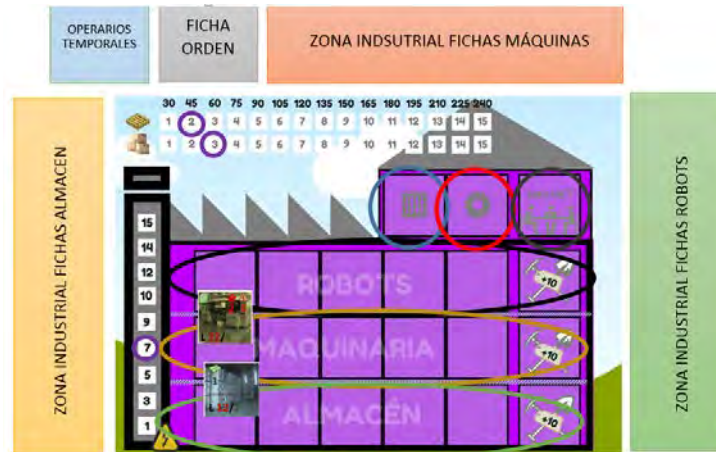 OPERARIOS
TEMPORALES
FICHA
ORDEN
ZONA INDSUTRIAL FICHAS MÁQUINAS
ZONA INDUSTRIAL FICHAS ALMACEN
30 45 60 75 90 105 120 135 150 165 180 195 210 225 240
1 2 3 4 5 6 7 8 9 10 11 12 13 14 15
1 2 3 4 5 6 7 8 9 10 11 12 13 14 15
15
14
12
10
9
7
5
3
1
ROBOTS
+10
MAQUINARIA
+10
ALMACÉN
+10
ZONA INDUSTRIAL FICHAS ROBOTS